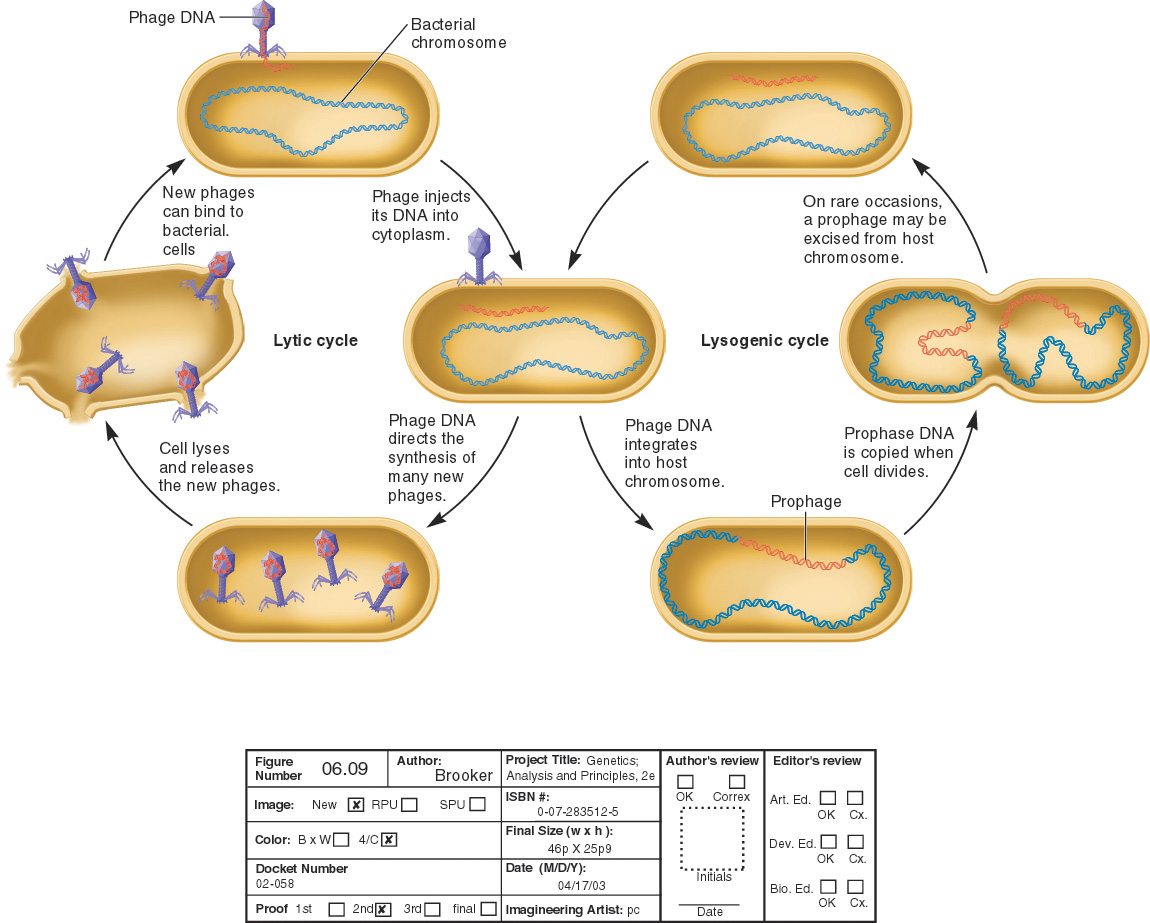 Phage DNA
Bacterial
chromosome
New phages
can bind to
bacterial.
cells
Phage injects
its DNA into
cytoplasm.
On rare occasions,
a prophage may be
excised from host
chromosome.
Lytic cycle
Lysogenic cycle
Cell lyses
and releases
the new phages.
Phage DNA
directs the
synthesis of
many new
phages.
Phage DNA
integrates
into host
chromosome.
Prophase DNA
is copied when
cell divides.
Prophage
Figure
Number
06.09
Author:
Brooker
Project Title: Genetics;
Analysis and Principles, 2e
Author's review
Editor's review
Image: New RPU SPU
ISBN #:
0-07-283512-5
OK Correx
Color: B x W 4/C
Final Size (w x h ):
46p X 25p9
Docket Number
02-058
Date (M/D/Y):
04/17/03
Initials
Proof 1st 2nd 3rd final
Imagineering Artist: pc
Date
Art. Ed.
OK Cx.
Dev. Ed.
OK Cx.
Bio. Ed.
OK Cx.